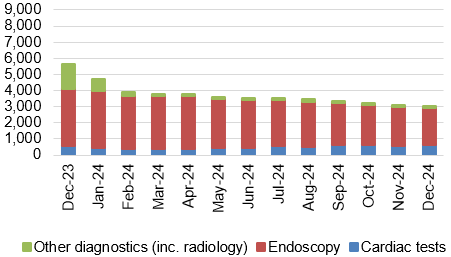 9,000
8,000
7,000
6,000
5,000
4,000
3,000
2,000
1,000
0
Dec-23
Jan-24
Feb-24
Mar-24
Apr-24
May-24
Jun-24
Jul-24
Aug-24
Sep-24
Oct-24
Nov-24
Dec-24
Other diagnostics (inc. radiology) Endoscopy Cardiac tests